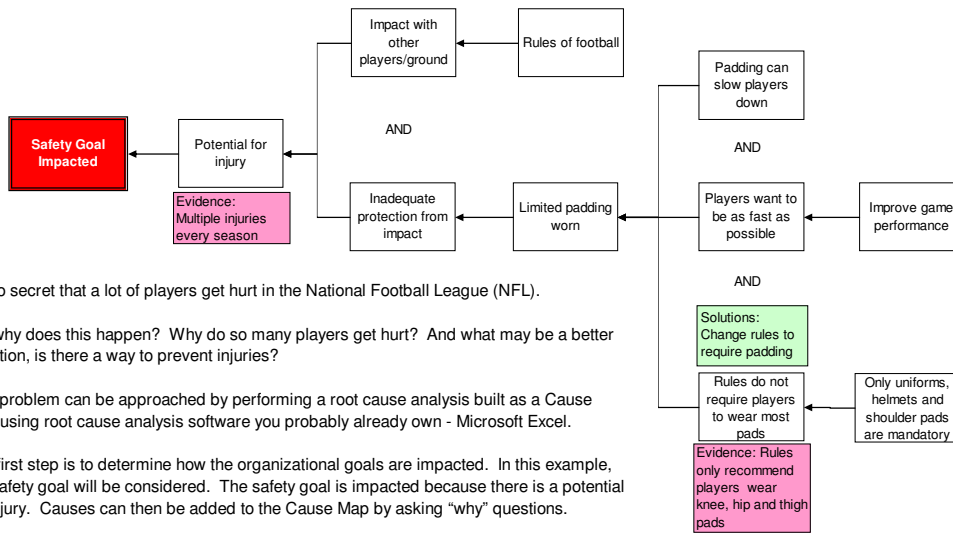 Impact with
other
players/ground
Rules of football
Padding can
slow players
down
AND
AND
Safety Goal
Impacted
Potential for
injury
Evidence:
Multiple injuries
every season
Inadequate
protection from
impact
Limited padding
worn
Players want to
be as fast as
possible
Improve game
performance
AND
Solutions:
Change rules to
require padding
Rules do not
require players
to wear most
pads
Only uniforms,
helmets and
shoulder pads
are mandatory
Evidence: Rules
only recommend
players wear
knee, hip and thigh
pads
secret that a lot of players get hurt in the National Football League (NFL).
why does this happen? Why do so many players get hurt? And what may be a better
tion, is there a way to prevent injuries?
problem can be approached by performing a root cause analysis built as a Cause
using root cause analysis software you probably already own - Microsoft Excel.
first step is to determine how the organizational goals are impacted. In this example,
afety goal will be considered. The safety goal is impacted because there is a potential
jury. Causes can then be added to the Cause Map by asking “why” questions.